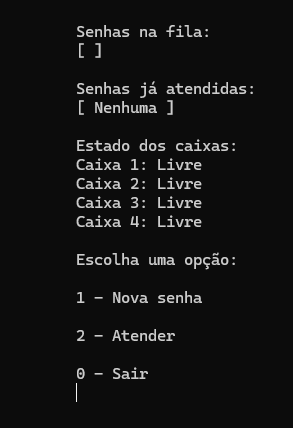 Senhas na fila:
[ ]
Senhas já atendidas:
[ Nenhuma ]
Estado dos caixas:
Caixa 1: Livre
Caixa 2: Livre
Caixa 3: Livre
Caixa 4: Livre
Escolha uma opção:
1 - Nova senha
2 - Atender
0 - Sair